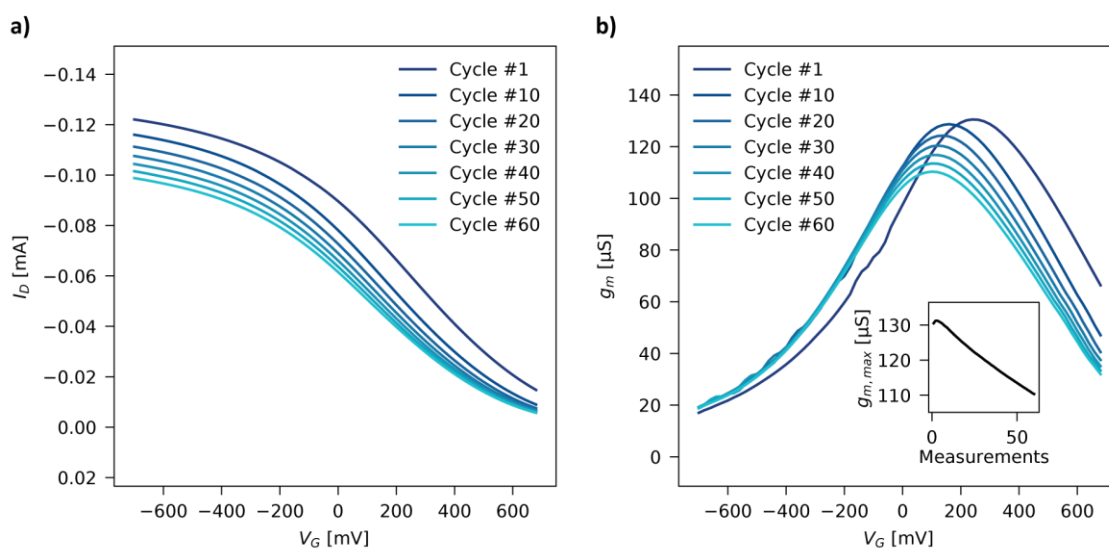 a)
−0.14
−0.12
−0.10
−0.08
−0.06
−0.04
−0.02
0.00
0.02
I_D [mA]
Cycle #1
Cycle #10
Cycle #20
Cycle #30
Cycle #40
Cycle #50
Cycle #60
−600 −400 −200 0 200 400 600
V_G [mV]
b)
140
120
100
80
60
40
20
0
g_m [µS]
Cycle #1
Cycle #10
Cycle #20
Cycle #30
Cycle #40
Cycle #50
Cycle #60
130
120
110
g_{m,max} [µS]
0 50
Measurements
−600 −400 −200 0 200 400 600
V_G [mV]